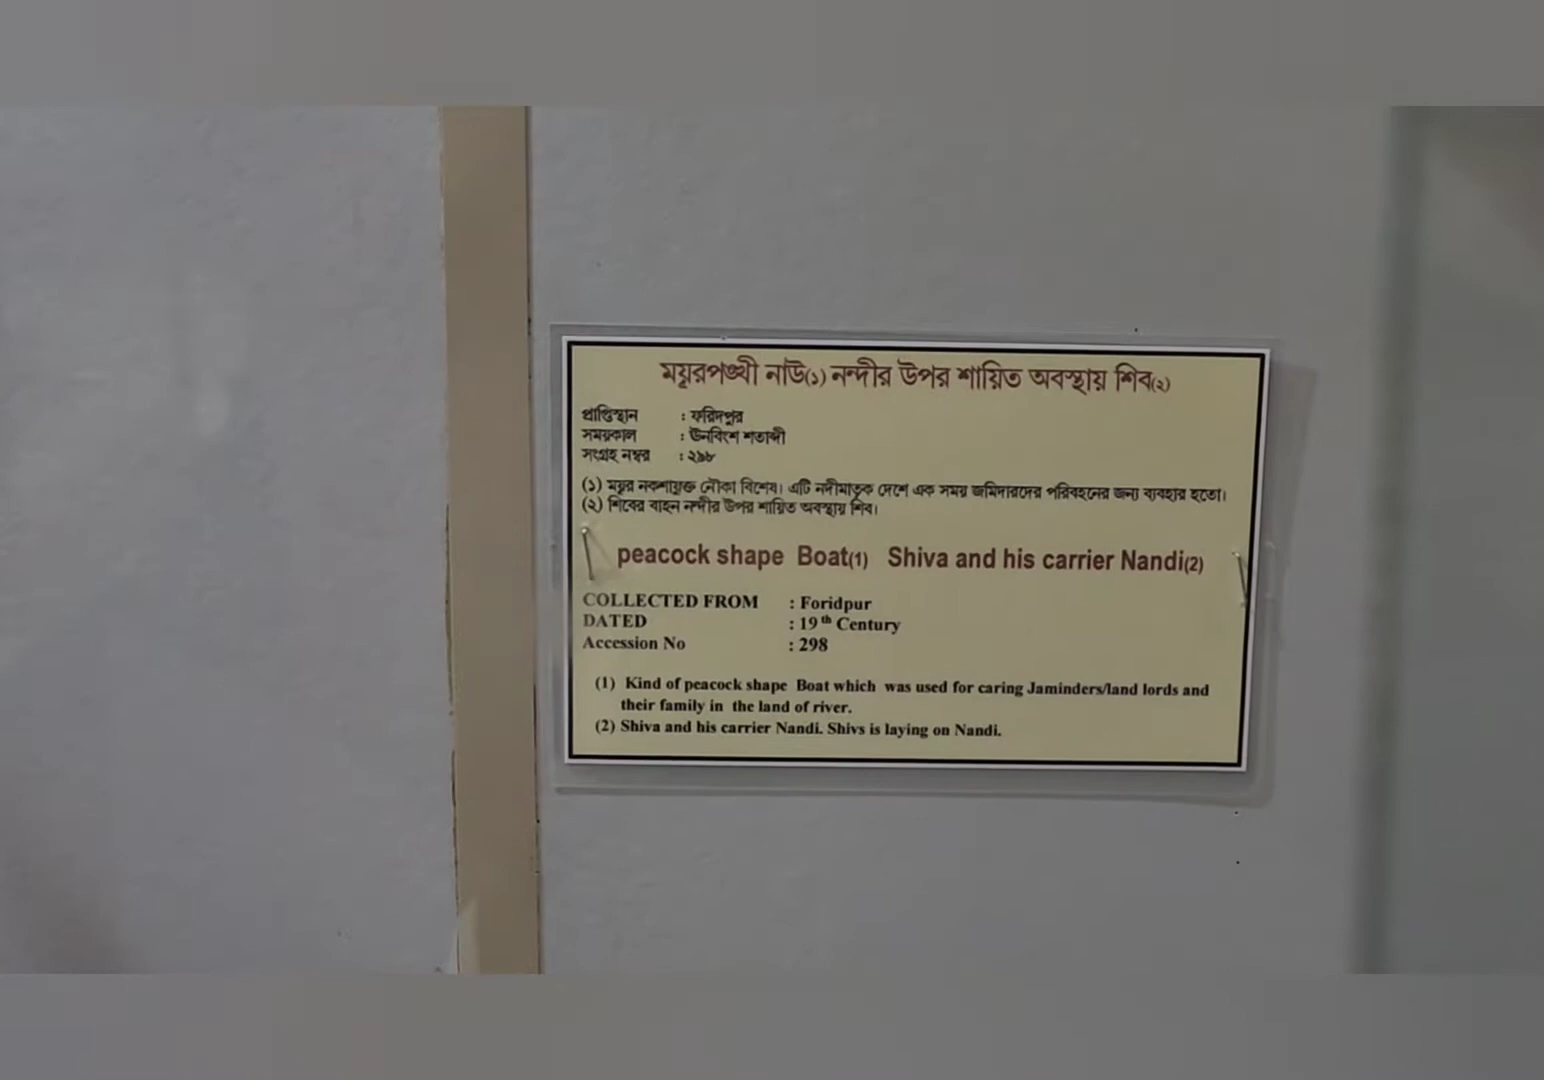 ময়ূরপঙ্খী নাউ(১) নন্দীর উপর শায়িত অবস্থায় শিব(২)
প্রাপ্তিস্থান : ফরিদপুর
সময়কাল : ঊনবিংশ শতাব্দী
সংগ্রহ নম্বর : ২৯৮
(১) ময়ূর নকশাযুক্ত নৌকা বিশেষ। এটি নদীমাতৃক দেশে এক সময় জমিদারদের পরিবহনের জন্য ব্যবহার হতো।
(২) শিবের বাহন নন্দীর উপর শায়িত অবস্থায় শিব।
peacock shape Boat(1) Shiva and his carrier Nandi(2)
COLLECTED FROM : Foridpur
DATED : 19th Century
Accession No : 298
(1) Kind of peacock shape Boat which was used for caring Jaminders/land lords and
their family in the land of river.
(2) Shiva and his carrier Nandi. Shivs is laying on Nandi.